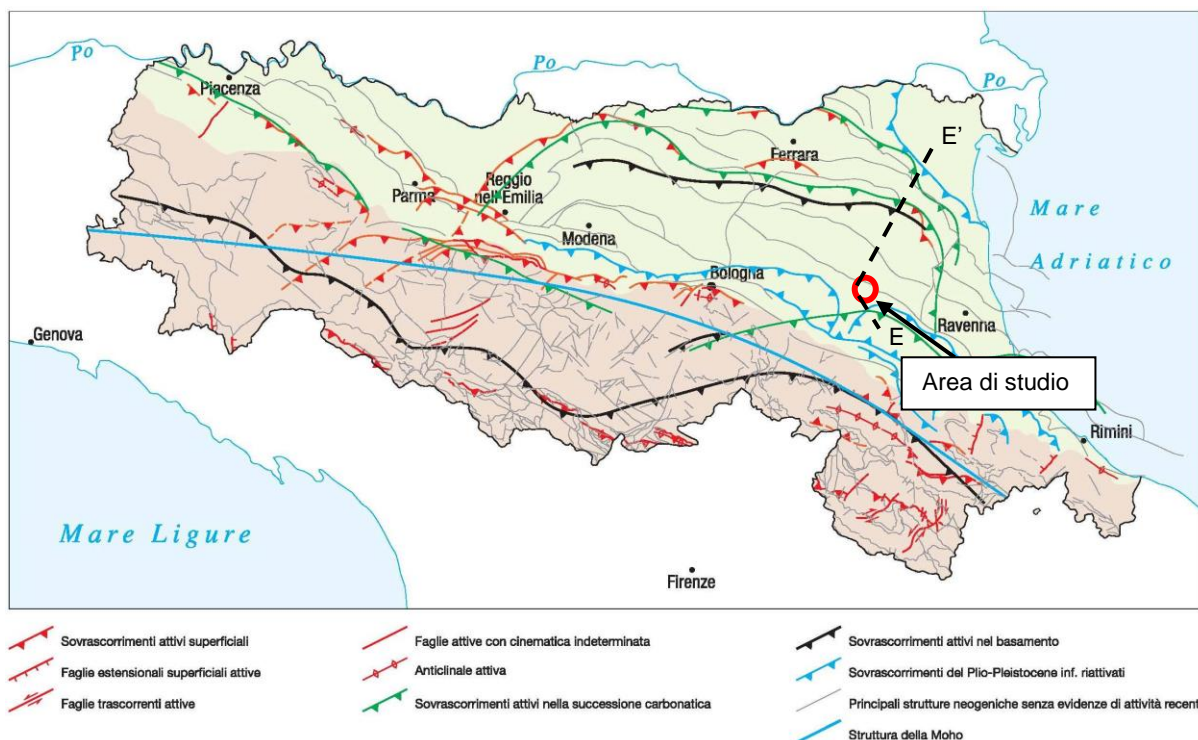 Po
Po
Po
Piacenza
E'
Ferrara
Parma
Reggio
nell'Emilia
Mare
Modena
Adriatico
Bologna
Ravenna
Genova
E
Area di studio
Rimini
Mare Ligure
Firenze
Sovrascorrimenti attivi superficiali
Faglie estensionali superficiali attive
Faglie trascorrenti attive
Faglie attive con cinematica indeterminata
Anticlinale attiva
Sovrascorrimenti attivi nella successione carbonatica
Sovrascorrimenti attivi nel basamento
Sovrascorrimenti del Plio-Pleistocene inf. riattivati
Principali strutture neogeniche senza evidenze di attività recent
Struttura della Moho